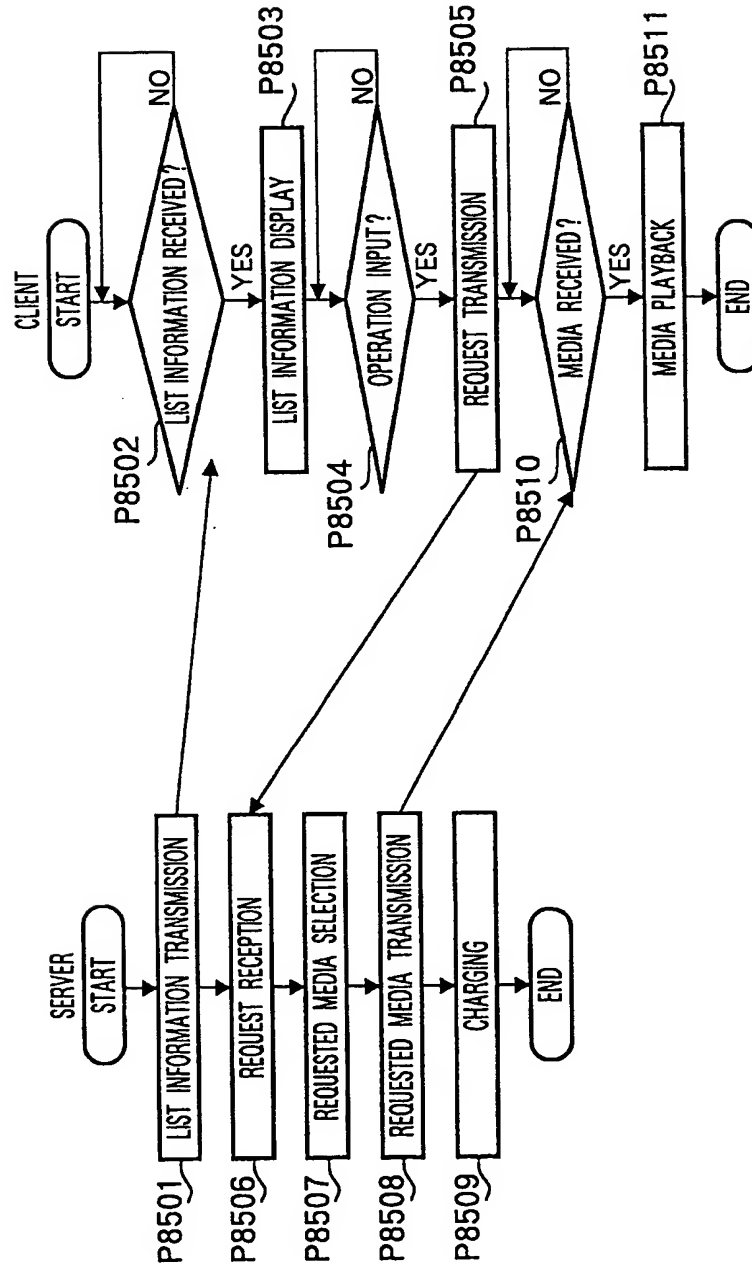 SERVER
START
P8501
LIST INFORMATION TRANSMISSION
P8506
REQUEST RECEPTION
P8507
REQUESTED MEDIA SELECTION
P8508
REQUESTED MEDIA TRANSMISSION
P8509
CHARGING
END
CLIENT
START
P8502
LIST INFORMATION RECEIVED?
NO
YES
P8503
LIST INFORMATION DISPLAY
P8504
OPERATION INPUT?
NO
YES
P8505
REQUEST TRANSMISSION
P8510
MEDIA RECEIVED?
NO
YES
P8511
MEDIA PLAYBACK
END